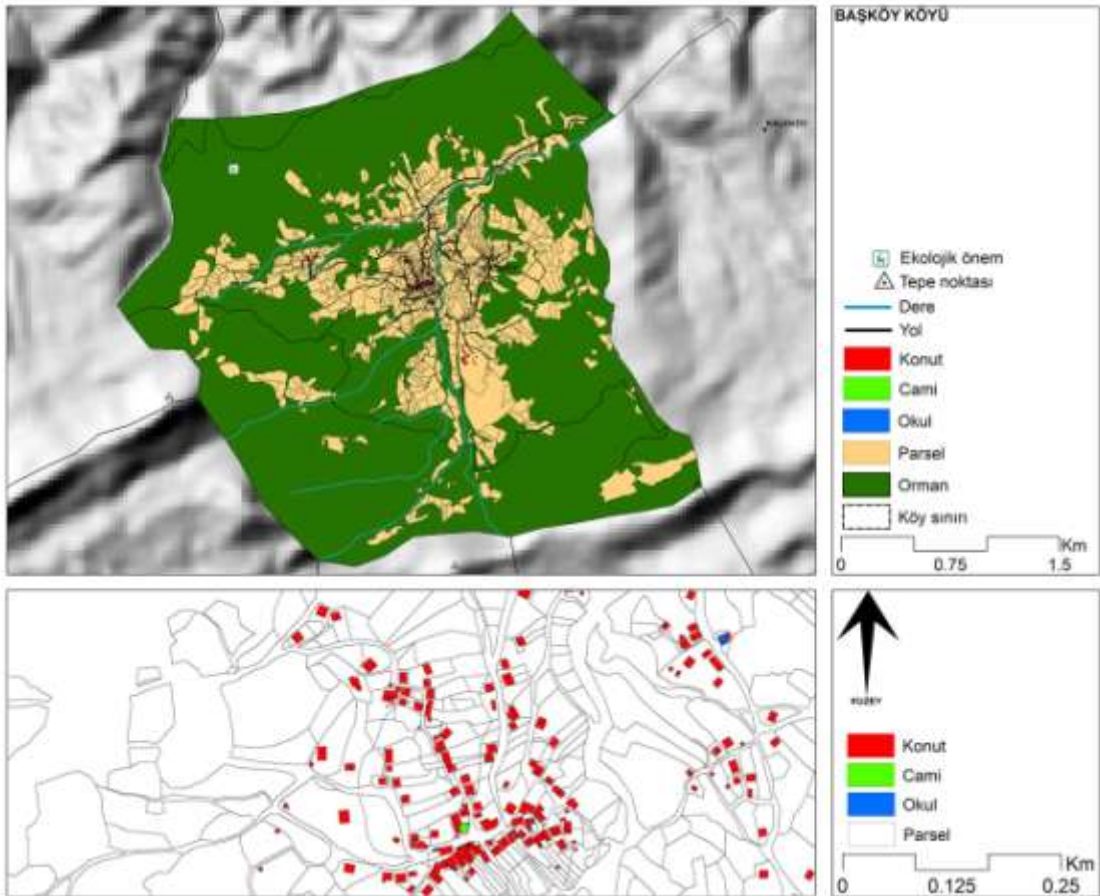 BAŞKÖY KÖYÜ
Ekolojik önem
Tepe noktası
Dere
Yol
Konut
Cami
Okul
Parsel
Orman
Köy sınırı
Km
0 0.75 1.5
KUZEY
Konut
Cami
Okul
Parsel
Km
0 0.125 0.25